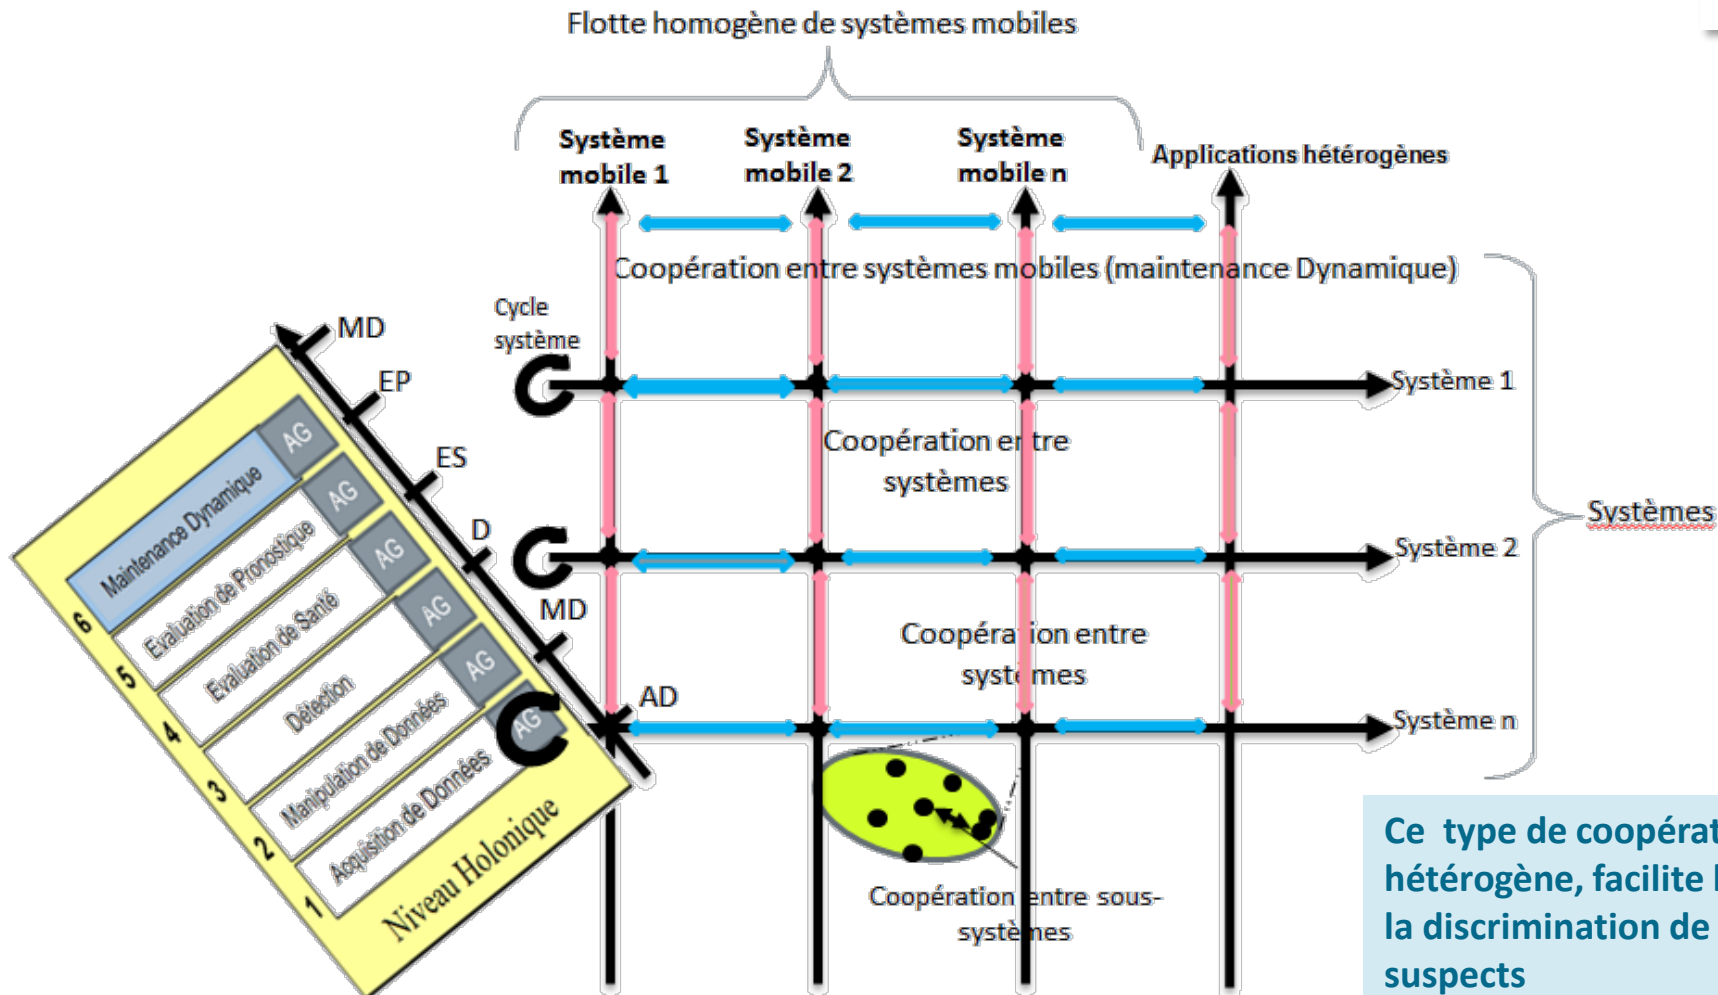 Flotte homogène de systèmes mobiles
Système
mobile 1
Système
mobile 2
Système
mobile n
Applications hétérogènes
Coopération entre systèmes mobiles (maintenance Dynamique)
Cycle
système
MD
EP
ES
D
MD
AD
Système 1
Coopération entre
systèmes
Systèmes
Système 2
Coopération entre
systèmes
Système n
6 Maintenance Dynamique AG
5 Evaluation de Pronostique AG
4 Evaluation de Santé AG
3 Détection AG
2 Manipulation de Données AG
1 Acquisition de Données AG
Niveau Holonique
Coopération entre sous-
systèmes
Ce type de
hétérogène, facilite
la discrimination de
suspects